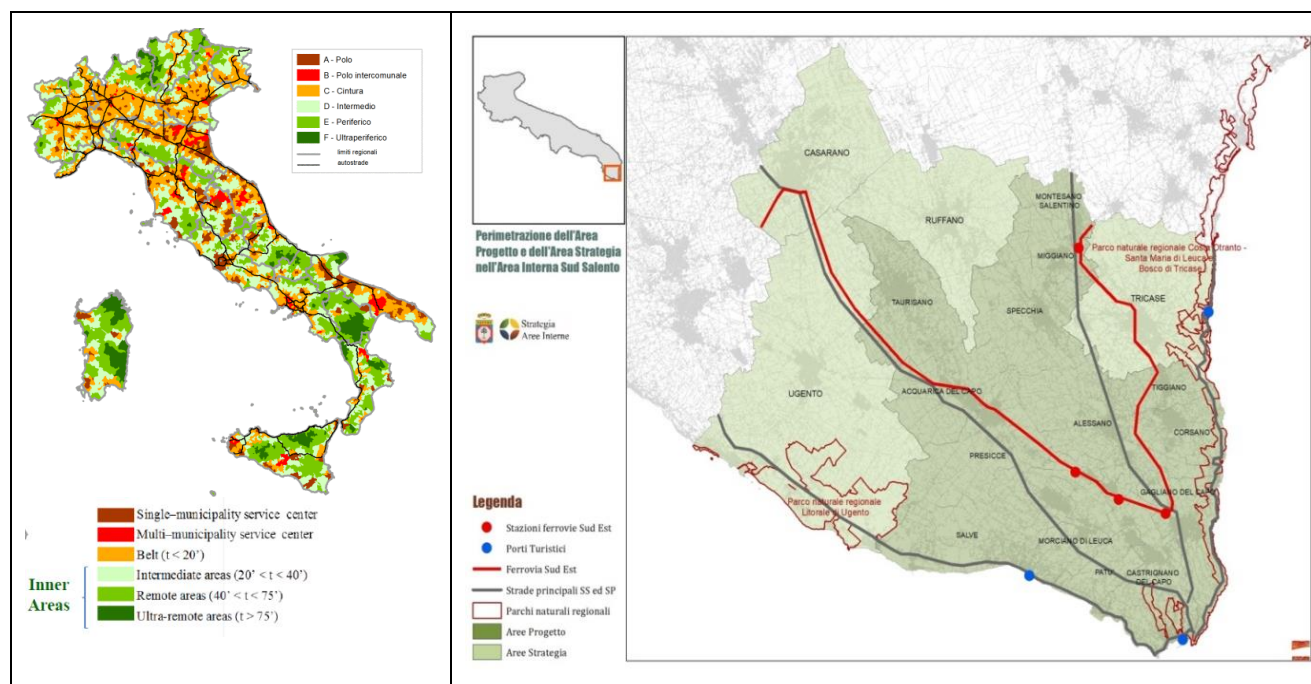 A - Polo
B - Polo intercomunale
C - Cintura
D - Intermedio
E - Periferico
F - Ultraperiferico
limiti regionali
autostrade
Single–municipality service center
Multi–municipality service center
Belt (t < 20’)
Intermediate areas (20’ < t < 40’)
Remote areas (40’ < t < 75’)
Ultra-remote areas (t > 75’)
Inner
Areas
Perimetrazione dell'Area
Progetto e dell'Area Strategia
nell'Area Interna Sud Salento
Strategia
Aree Interne
Legenda
Stazioni ferrovie Sud Est
Porti Turistici
Ferrovia Sud Est
Strade principali SS ed SP
Parchi naturali regionali
Aree Progetto
Aree Strategia
CASARANO
RUFFANO
MONTESANO
SALENTINO
MIGGIANO
Parco naturale regionale Costa Otranto -
Santa Maria di Leuca e
Bosco di Tricase
TRICASE
TAURISANO
SPECCHIA
UGENTO
ACQUARICA DEL CAPO
TIGGIANO
ALESSANO
CORSANO
PRESICCE
GAGLIANO DEL CAPO
Parco naturale regionale
Litorale di Ugento
SALVE
MORCIANO DI LEUCA
PATU'
CASTRIGNANO
DEL CAPO